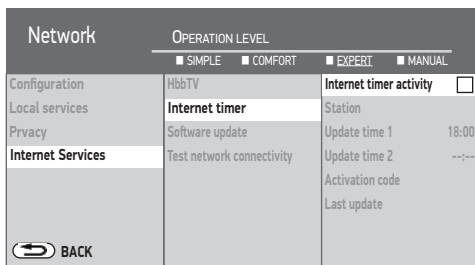 Network
OPERATION LEVEL
SIMPLE COMFORT EXPERT MANUAL
Configuration
Local services
Privacy
Internet Services
HbbTV
Internet timer
Software update
Test network connectivity
Internet timer activity
Station
Update time 1 18:00
Update time 2 --:--
Activation code
Last update
BACK